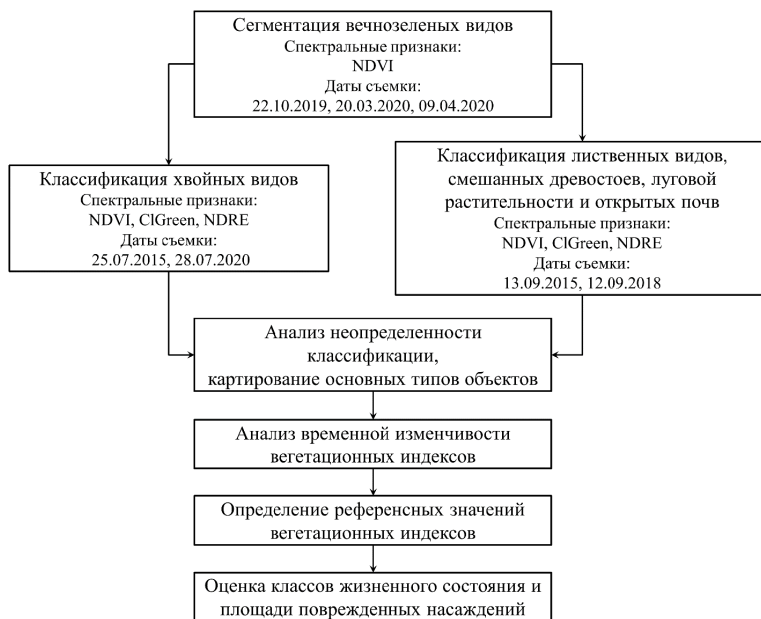 Сегментация вечнозеленых видов
Спектральные признаки:
NDVI
Даты съемки:
22.10.2019, 20.03.2020, 09.04.2020
Классификация хвойных видов
Спектральные признаки:
NDVI, ClGreen, NDRE
Даты съемки:
25.07.2015, 28.07.2020
Классификация лиственных видов,
смешанных древостоев, луговой
растительности и открытых почв
Спектральные признаки:
NDVI, ClGreen, NDRE
Даты съемки:
13.09.2015, 12.09.2018
Анализ неопределенности
классификации,
картирование основных типов объектов
Анализ временной изменчивости
вегетационных индексов
Определение референсных значений
вегетационных индексов
Оценка классов жизненного состояния и
площади поврежденных насаждений